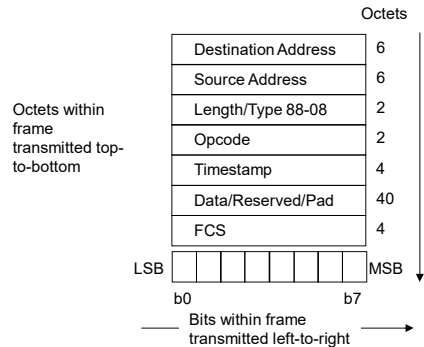 Octets
Destination Address 6
Source Address 6
Length/Type 88-08 2
Opcode 2
Timestamp 4
Data/Reserved/Pad 40
FCS 4
Octets within
frame
transmitted top-
to-bottom
LSB MSB
b0 b7
Bits within frame
transmitted left-to-right